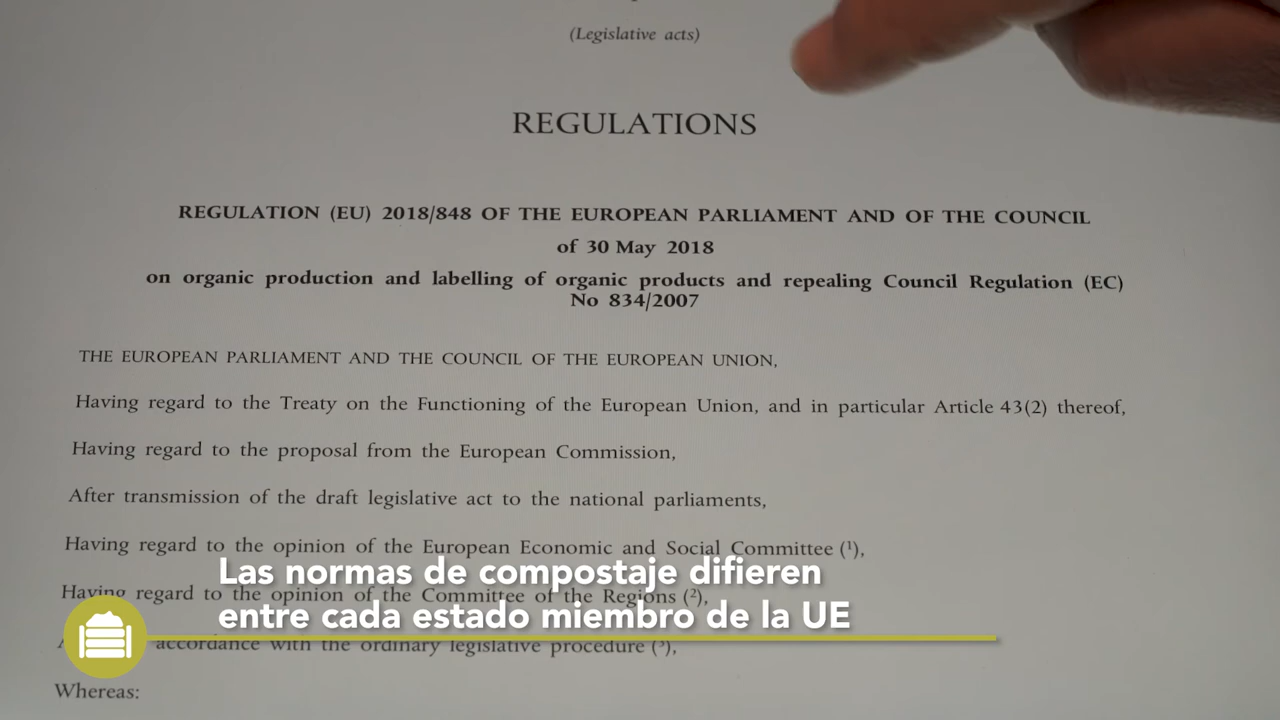 (Legislative acts)
REGULATIONS
REGULATION (EU) 2018/848 OF THE EUROPEAN PARLIAMENT AND OF THE COUNCIL
of 30 May 2018
on organic production and labelling of organic products and repealing Council Regulation (EC)
No 834/2007
THE EUROPEAN PARLIAMENT AND THE COUNCIL OF THE EUROPEAN UNION,
Having regard to the Treaty on the Functioning of the European Union, and in particular Article 43(2) thereof,
Having regard to the proposal from the European Commission,
After transmission of the draft legislative act to the national parliaments,
Having regard to the opinion of the European Economic and Social Committee (¹),
Las normas de compostaje difieren
Having regard to the opinion of the Committee of the Regions (²),
entre cada estado miembro de la UE
accordance with the ordinary legislative procedure (³),
Whereas: